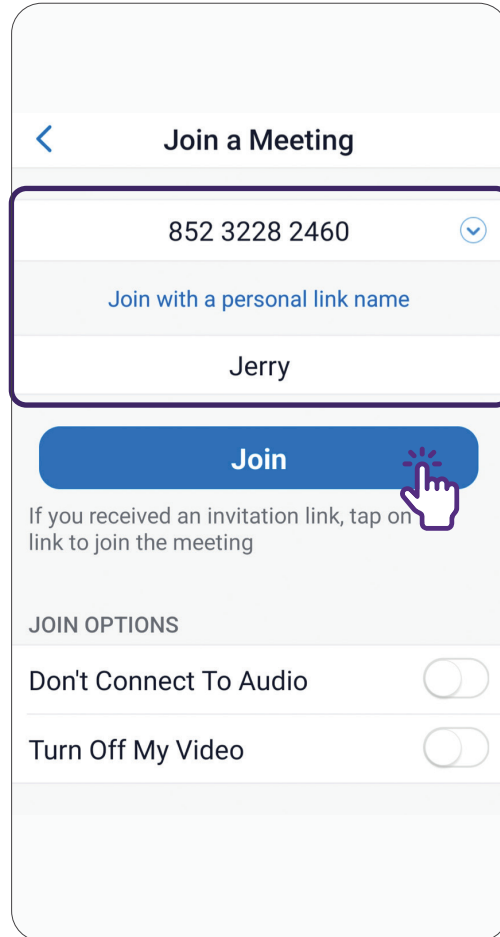 Join a Meeting
852 3228 2460
Join with a personal link name
Jerry
Join
If you received an invitation link, tap on
link to join the meeting
JOIN OPTIONS
Don't Connect To Audio
Turn Off My Video